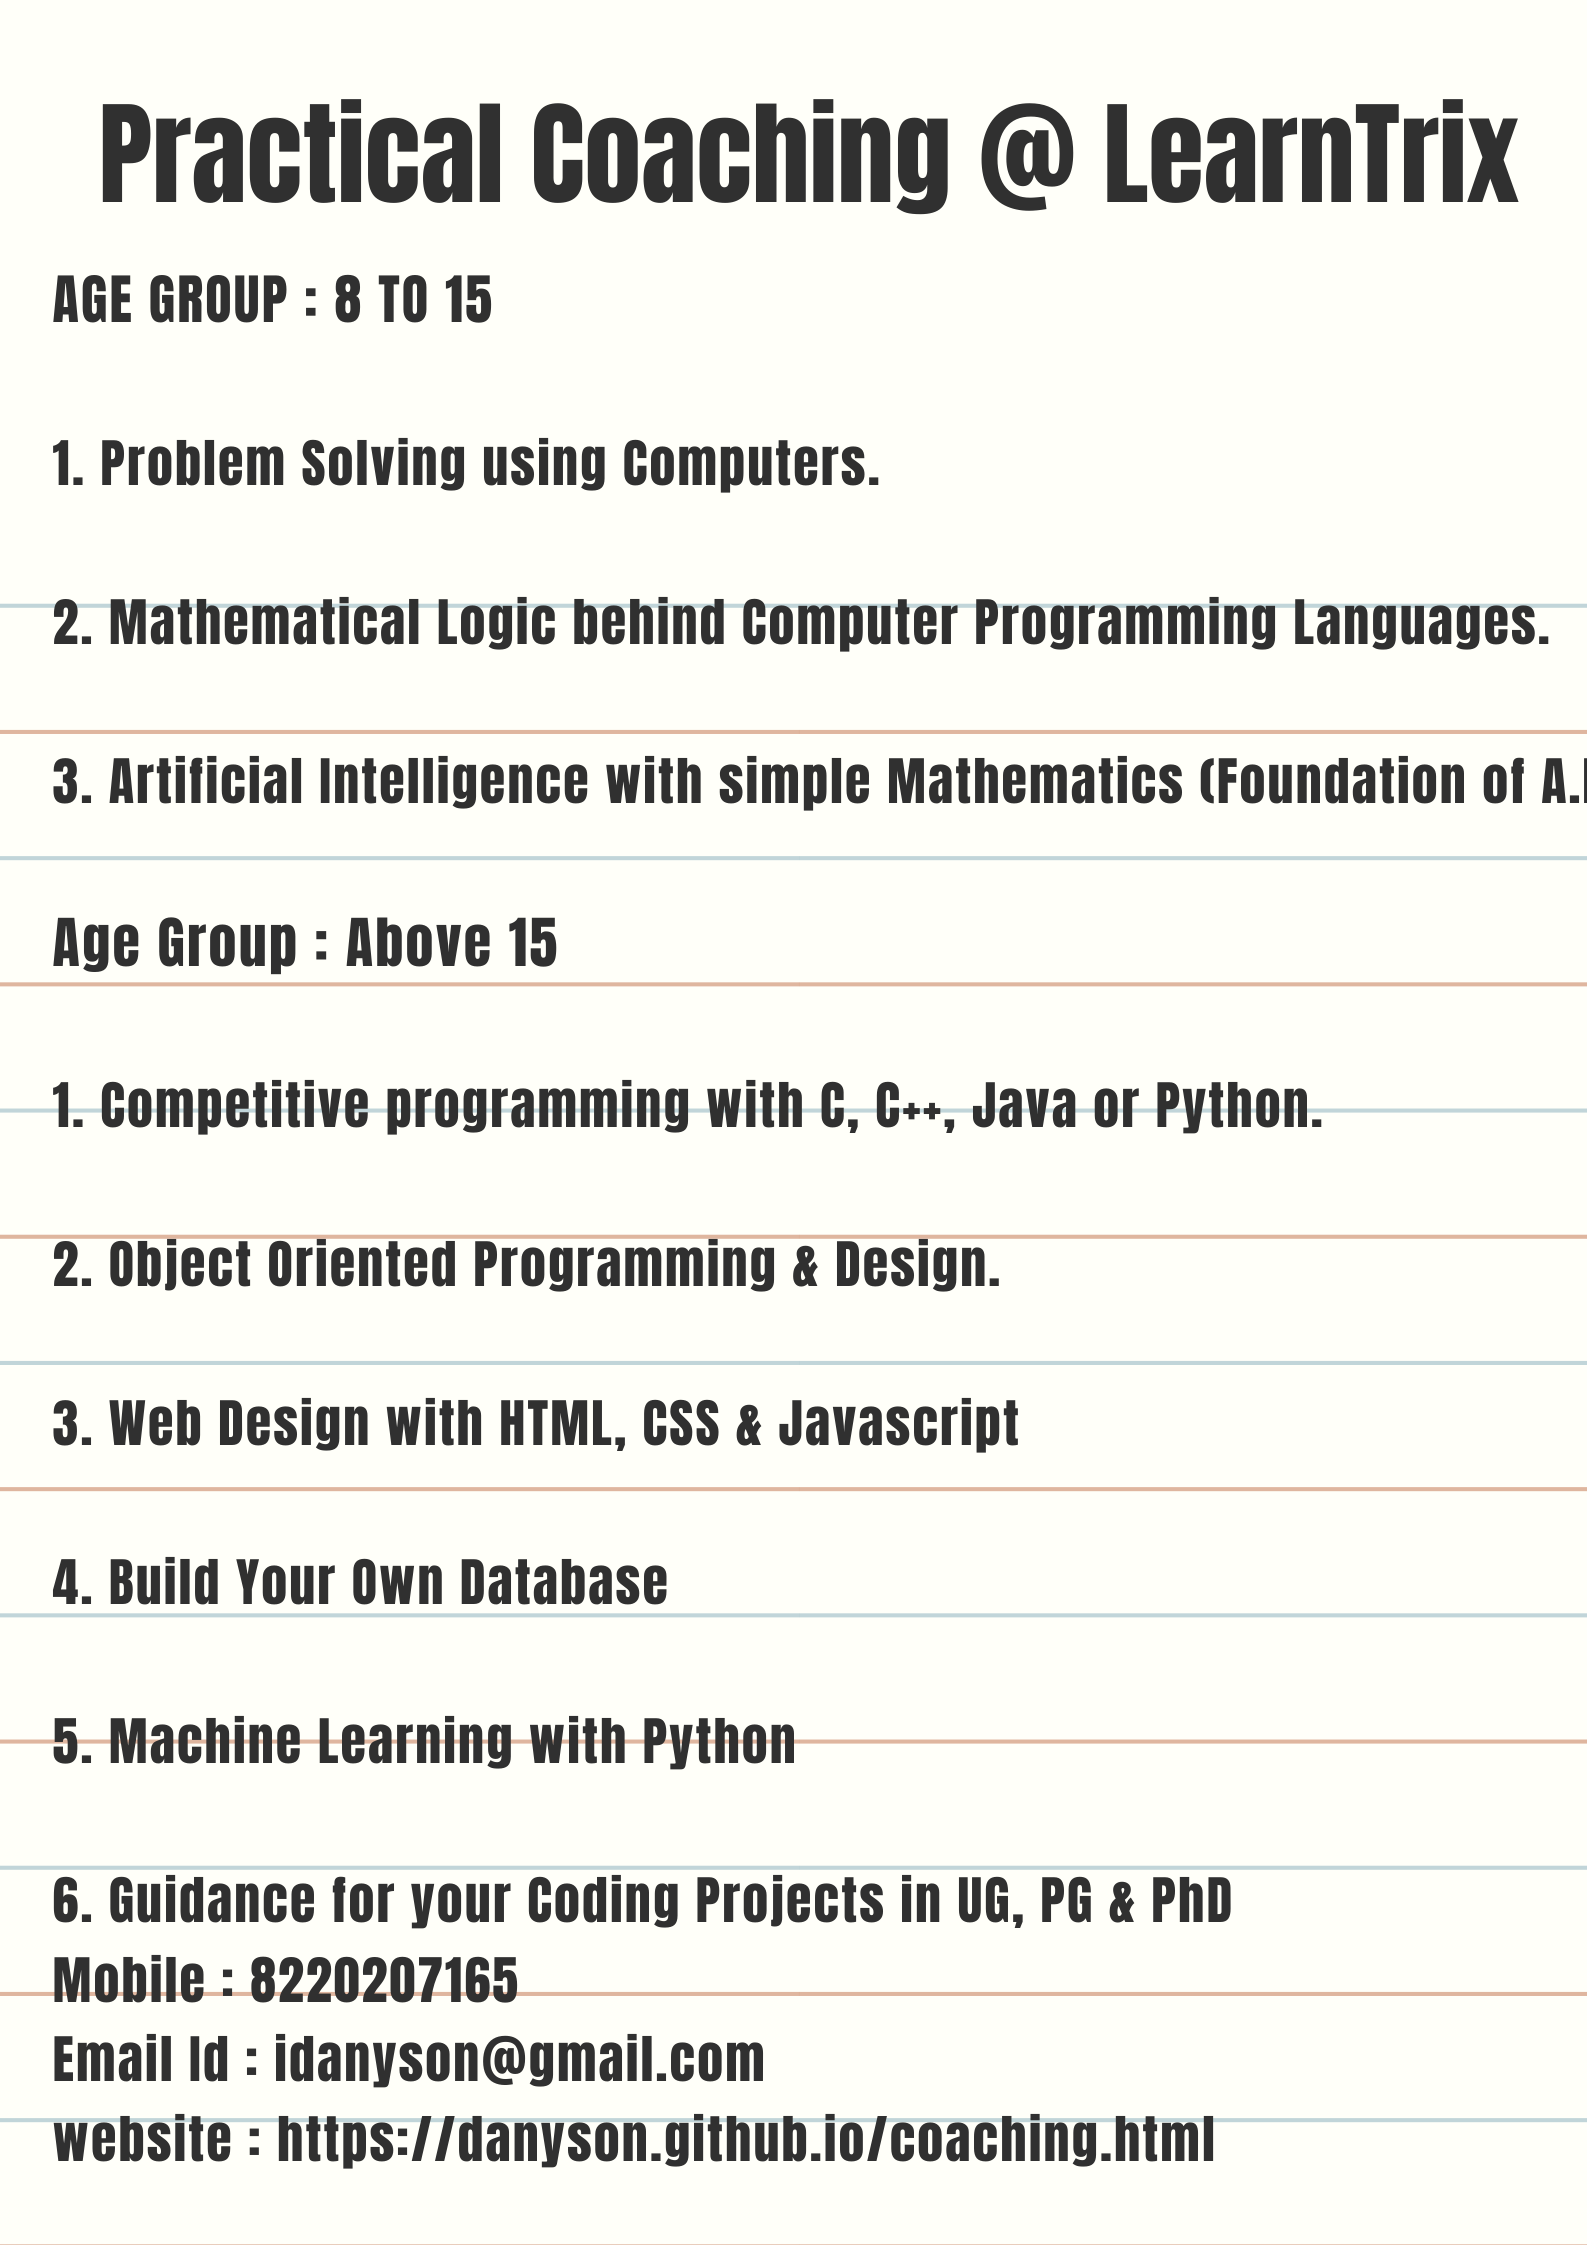 Practical Coaching @ LearnTrix
AGE GROUP : 8 TO 15
1. Problem Solving using Computers.
2. Mathematical Logic behind Computer Programming Languages.
3. Artificial Intelligence with simple Mathematics (Foundation of
Age Group : Above 15
1. Competitive programming with C, C++, Java or Python.
2. Object Oriented Programming & Design.
3. Web Design with HTML, CSS & Javascript
4. Build Your Own Database
5. Machine Learning with Python
6. Guidance for your Coding Projects in UG, PG & PhD
Mobile : 8220207165
Email Id : idanyson@gmail.com
website : https://danyson.github.io/coaching.html